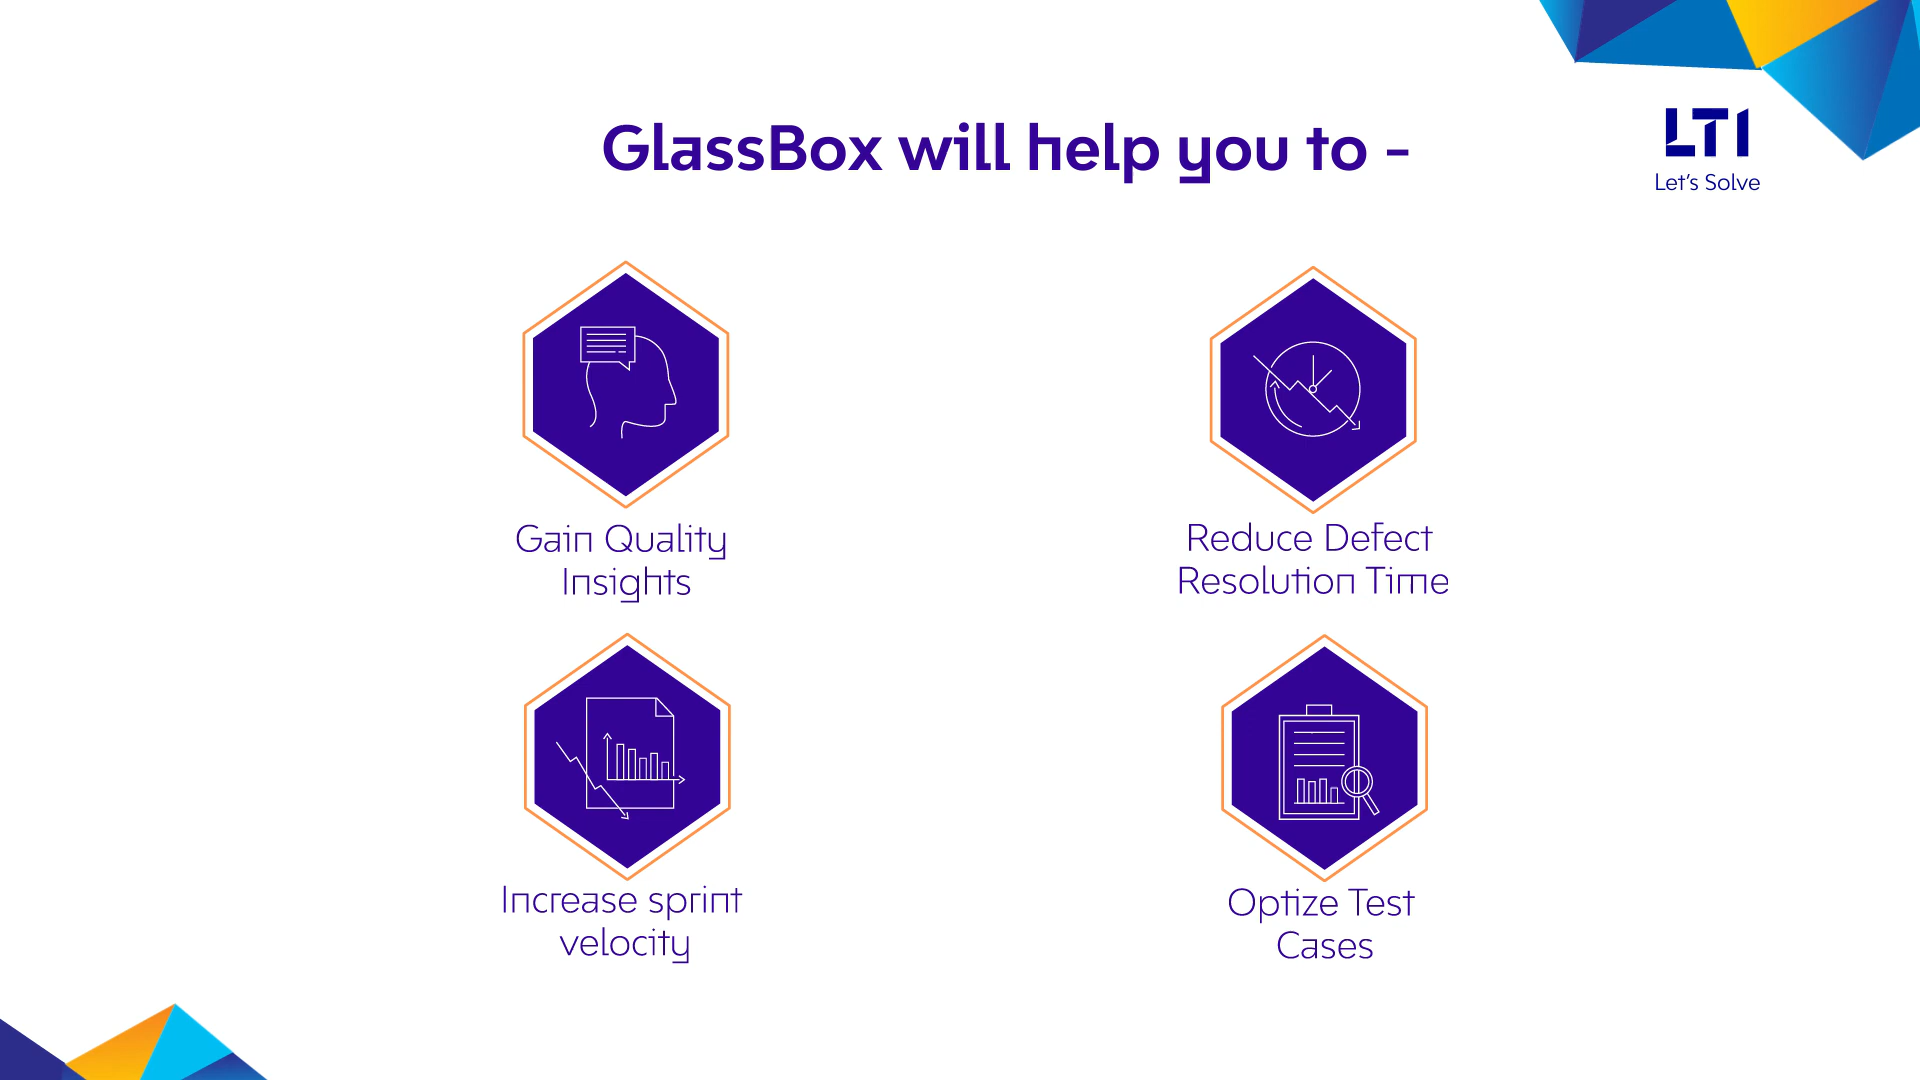 GlassBox will help you to -
LTI
Let's Solve
Gain Quality
Insights
Reduce Defect
Resolution Time
Increase sprint
velocity
Optize Test
Cases